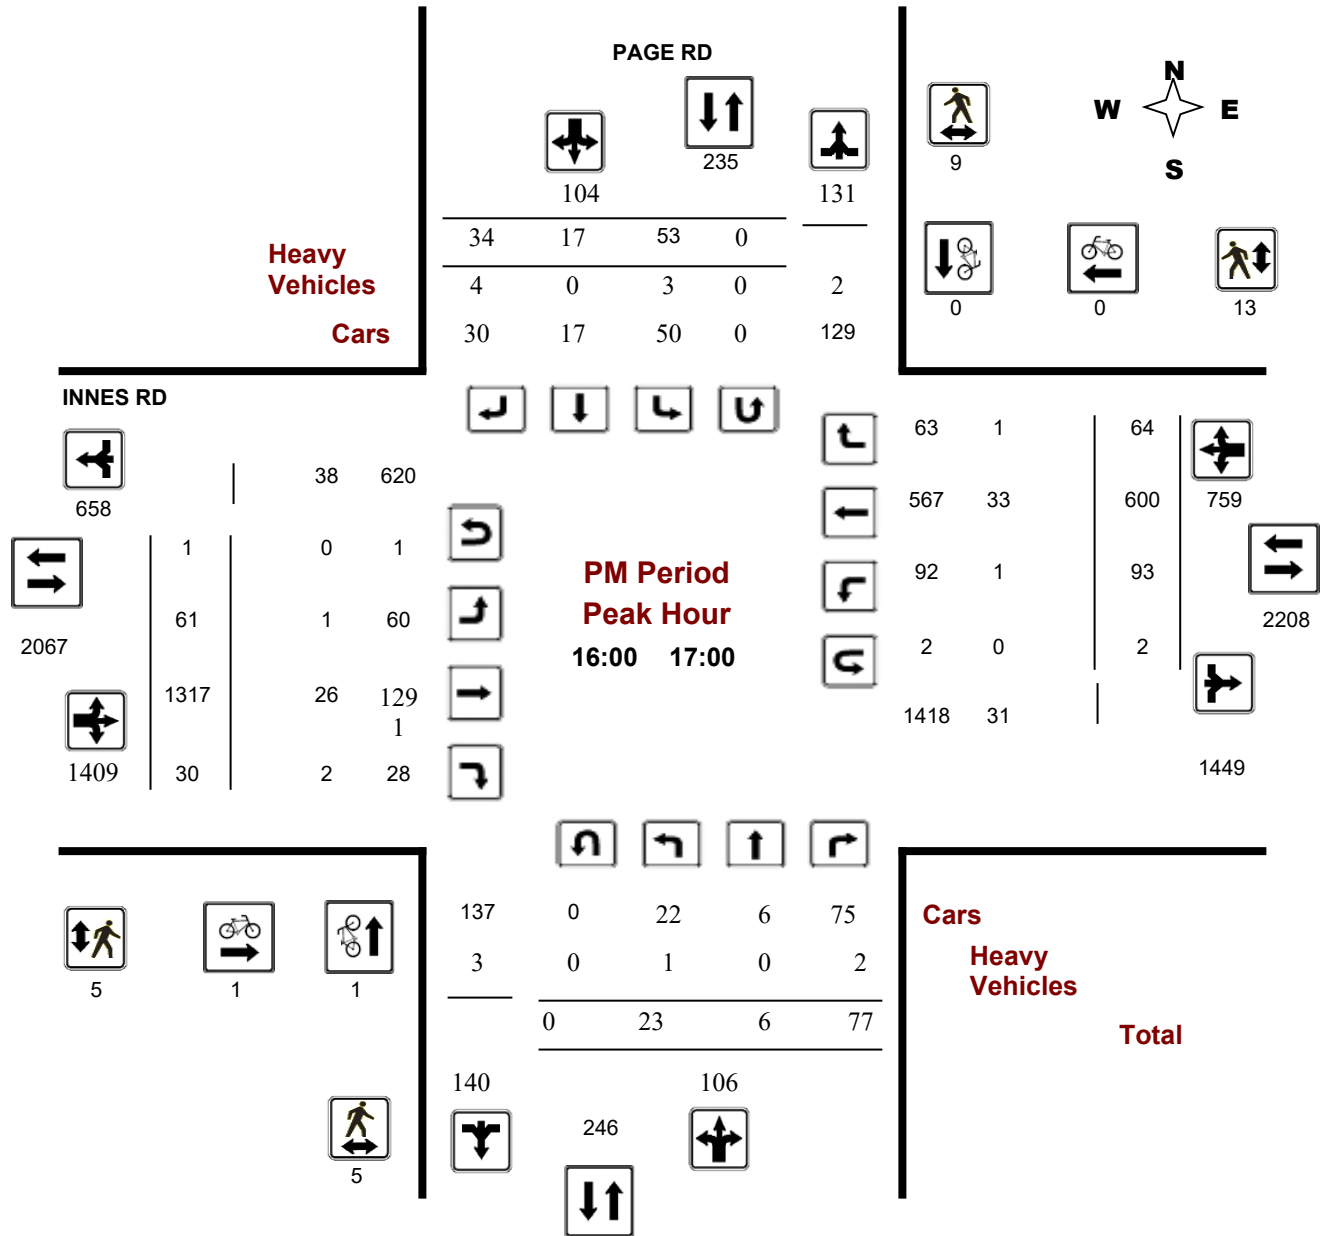 PAGE RD
N
W E
S
235
9
104
131
34 17 53 0
Heavy
Vehicles
4 0 3 0 2
0 0 13
Cars
30 17 50 0 129
INNES RD
63 1 64
38 620
658
567 33 600 759
1 0 1
PM Period
92 1 93
Peak Hour
61 1 60
2208
2067
16:00 17:00
2 0 2
1317 26 129
1
1418 31
1409 30 2 28
1449
137 0 22 6 75
Cars
3 0 1 0 2
Heavy
Vehicles
5 1 1
0 23 6 77
Total
140 106
246
5